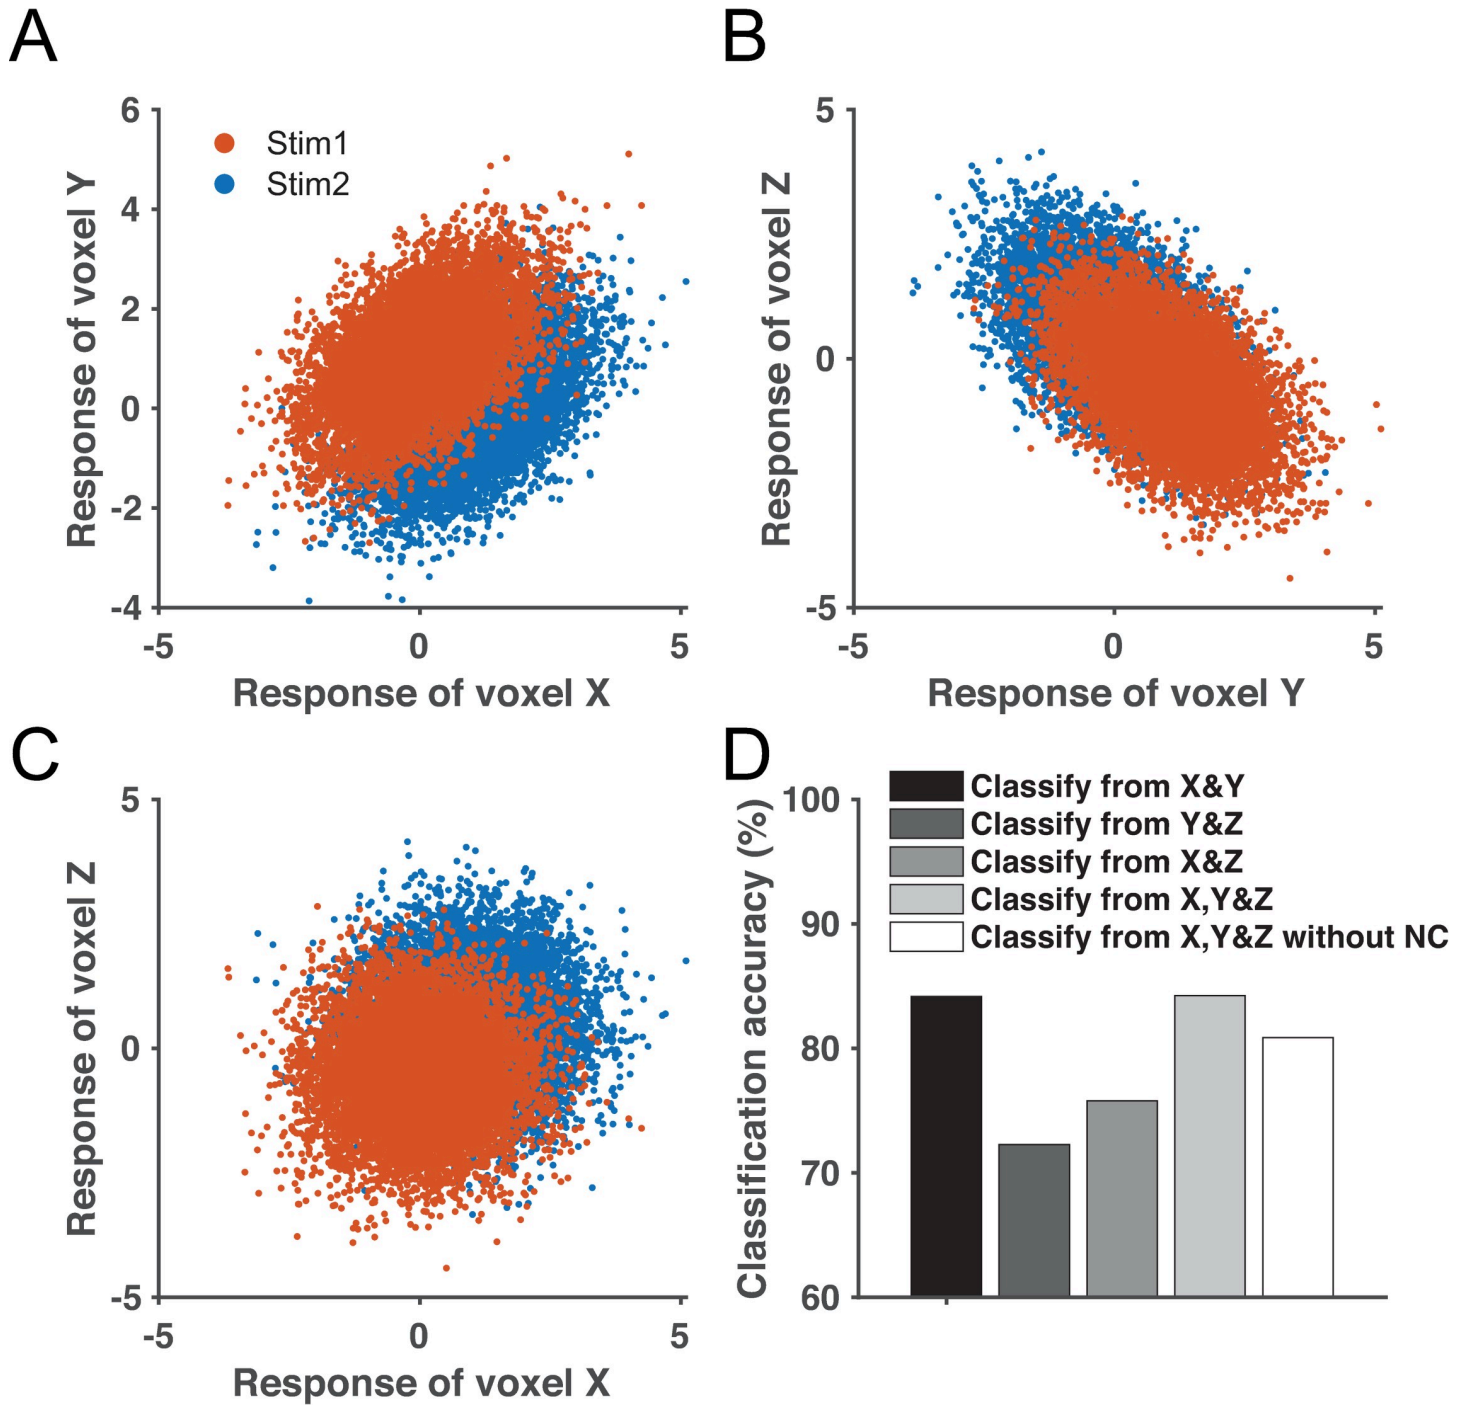 A
6
4
2
0
-2
-4
-5
0
5
Response of voxel Y
Response of voxel X
Stim1
Stim2
B
5
0
-5
-5
0
5
Response of voxel Z
Response of voxel Y
C
5
0
-5
-5
0
5
Response of voxel Z
Response of voxel X
D
100
90
80
70
60
Classification accuracy (%)
Classify from X&Y
Classify from Y&Z
Classify from X&Z
Classify from X,Y&Z
Classify from X,Y&Z without NC